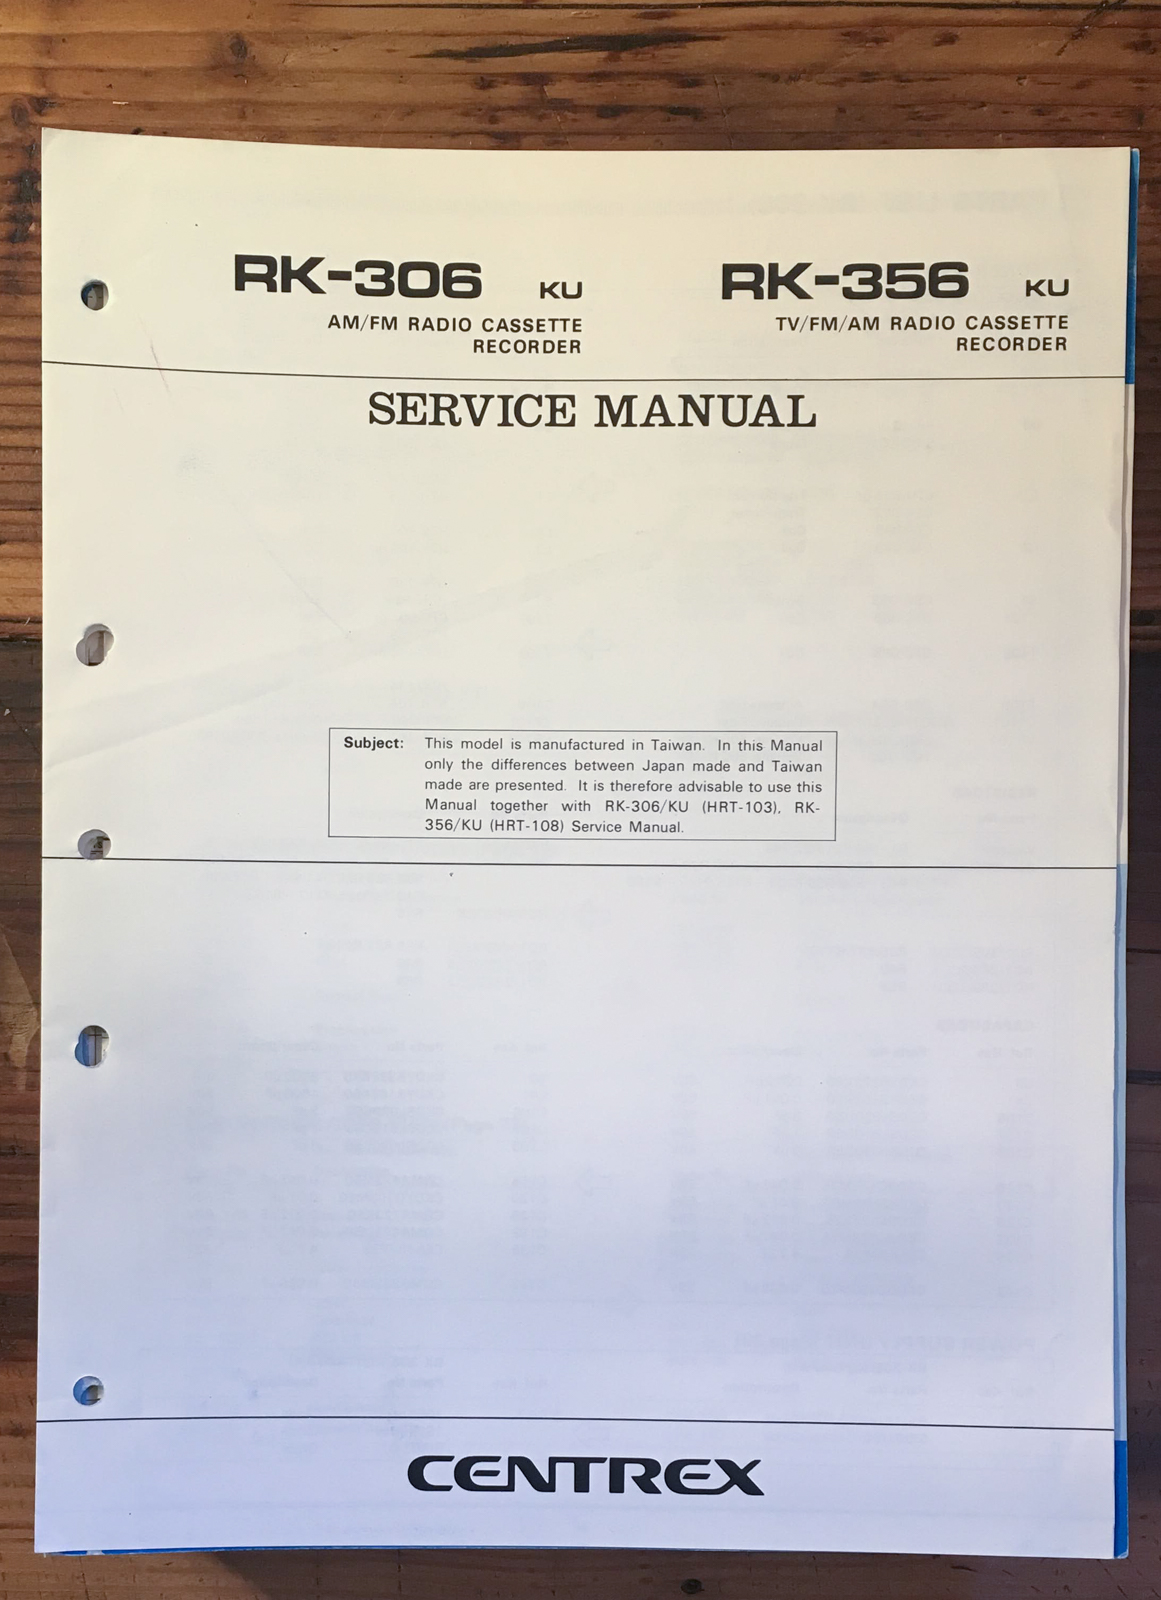 RK-306 KU
AM/FM RADIO CASSETTE
RECORDER
RK-356 KU
TV/FM/AM RADIO CASSETTE
RECORDER
SERVICE MANUAL
Subject: This model is manufactured in Taiwan. In this Manual
only the differences between Japan made and Taiwan
made are presented. It is therefore advisable to use this
Manual together with RK-306/KU (HRT-103), RK-
356/KU (HRT-108) Service Manual.
CENTREX